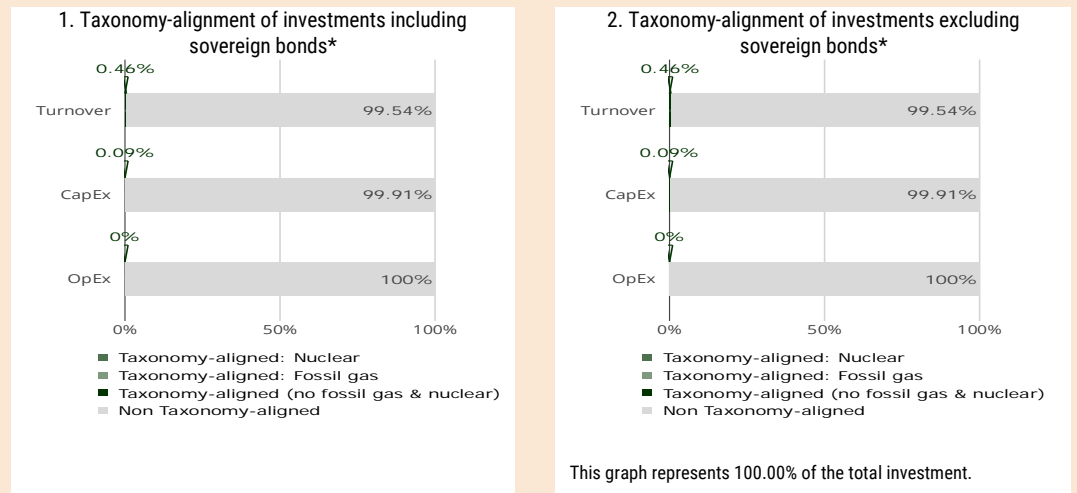 1. Taxonomy-alignment of investments including
sovereign bonds*
0.46%
Turnover
99.54%
0.09%
CapEx
99.91%
0%
OpEx
100%
0%
50%
100%
Taxonomy-aligned: Nuclear
Taxonomy-aligned: Fossil gas
Taxonomy-aligned (no fossil gas & nuclear)
Non Taxonomy-aligned
2. Taxonomy-alignment of investments excluding
sovereign bonds*
0.46%
Turnover
99.54%
0.09%
CapEx
99.91%
0%
OpEx
100%
0%
50%
100%
Taxonomy-aligned: Nuclear
Taxonomy-aligned: Fossil gas
Taxonomy-aligned (no fossil gas & nuclear)
Non Taxonomy-aligned
This graph represents 100.00% of the total investment.